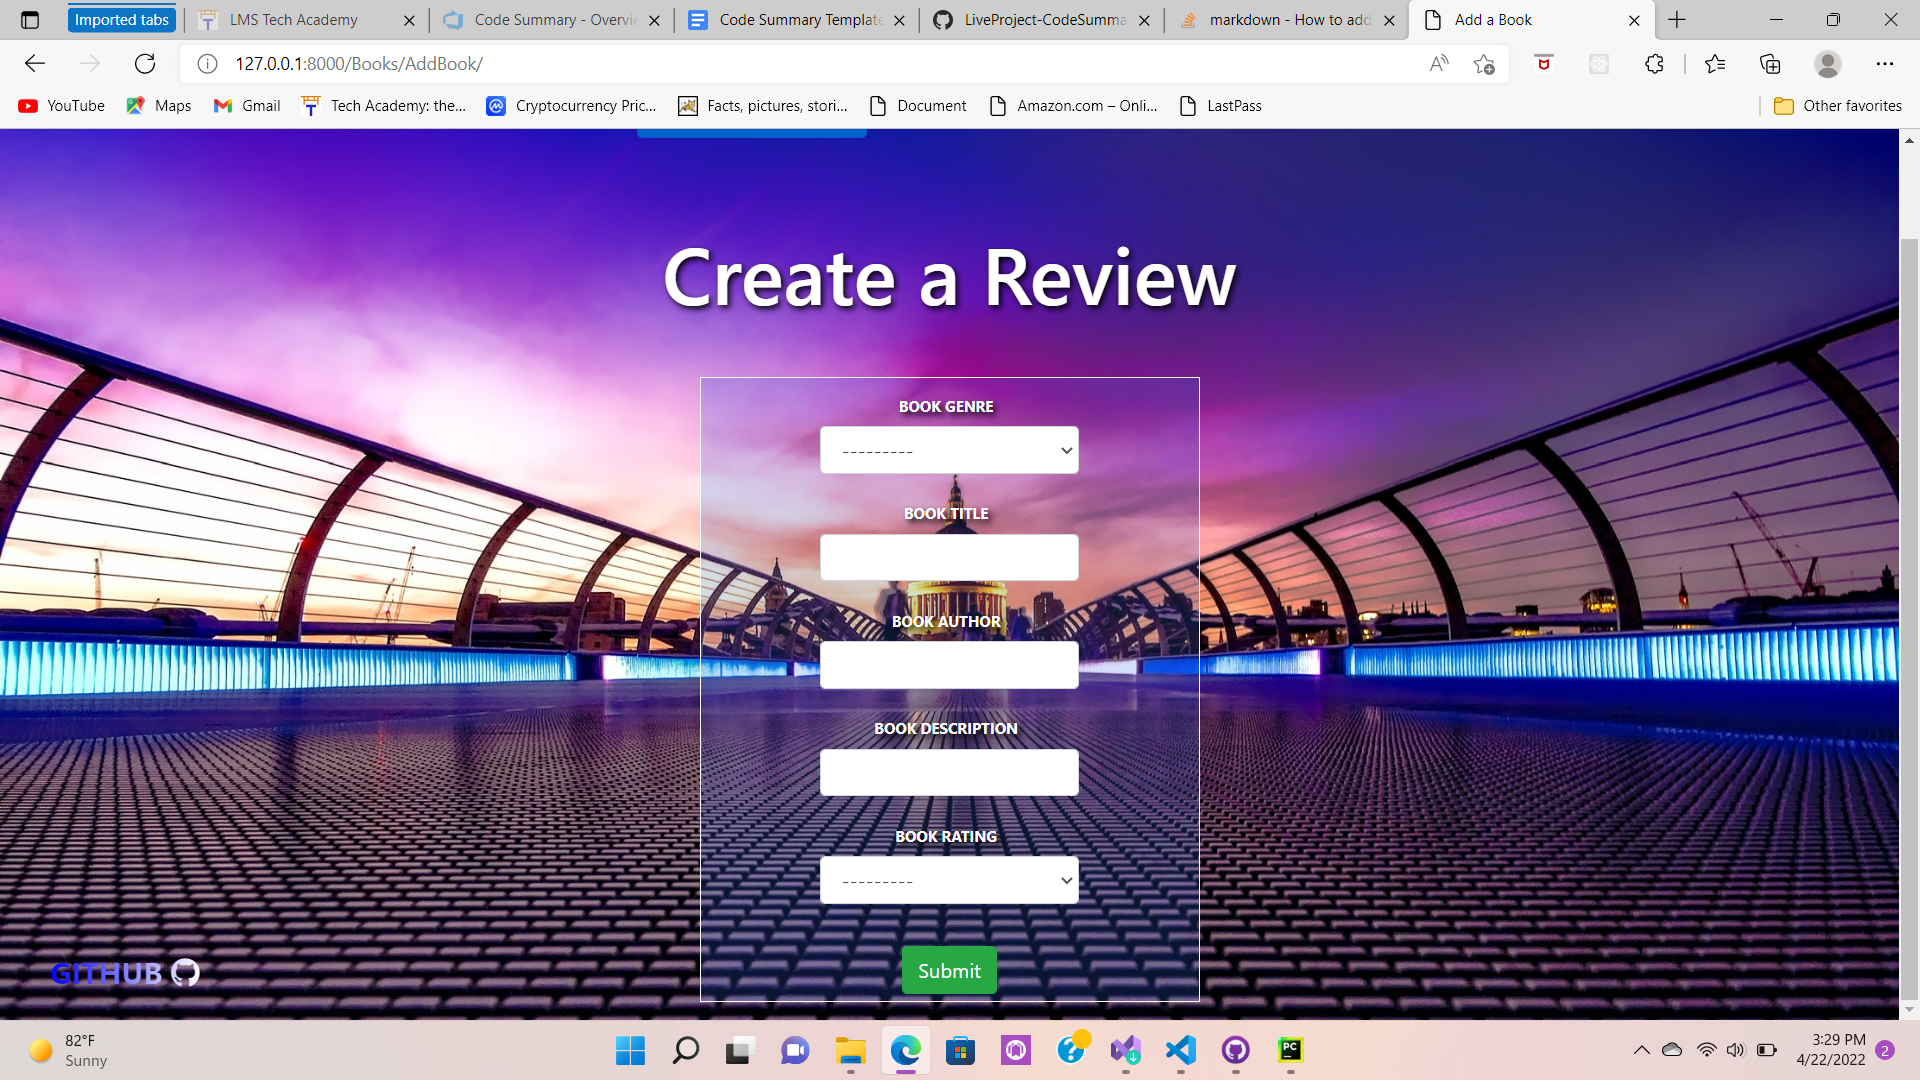 Imported tabs
LMS Tech Academy
Code Summary - Overvie
Code Summary Template
LiveProject-CodeSumma
markdown - How to add
Add a Book
127.0.0.1:8000/Books/AddBook/
YouTube
Maps
Gmail
Tech Academy: the...
Cryptocurrency Pric...
Facts, pictures, stori...
Document
Amazon.com – Onli...
LastPass
Other favorites
Create a Review
BOOK GENRE
---------
BOOK TITLE
BOOK AUTHOR
BOOK DESCRIPTION
BOOK RATING
---------
Submit
GITHUB
82°F
Sunny
PC
3:29 PM
4/22/2022
2